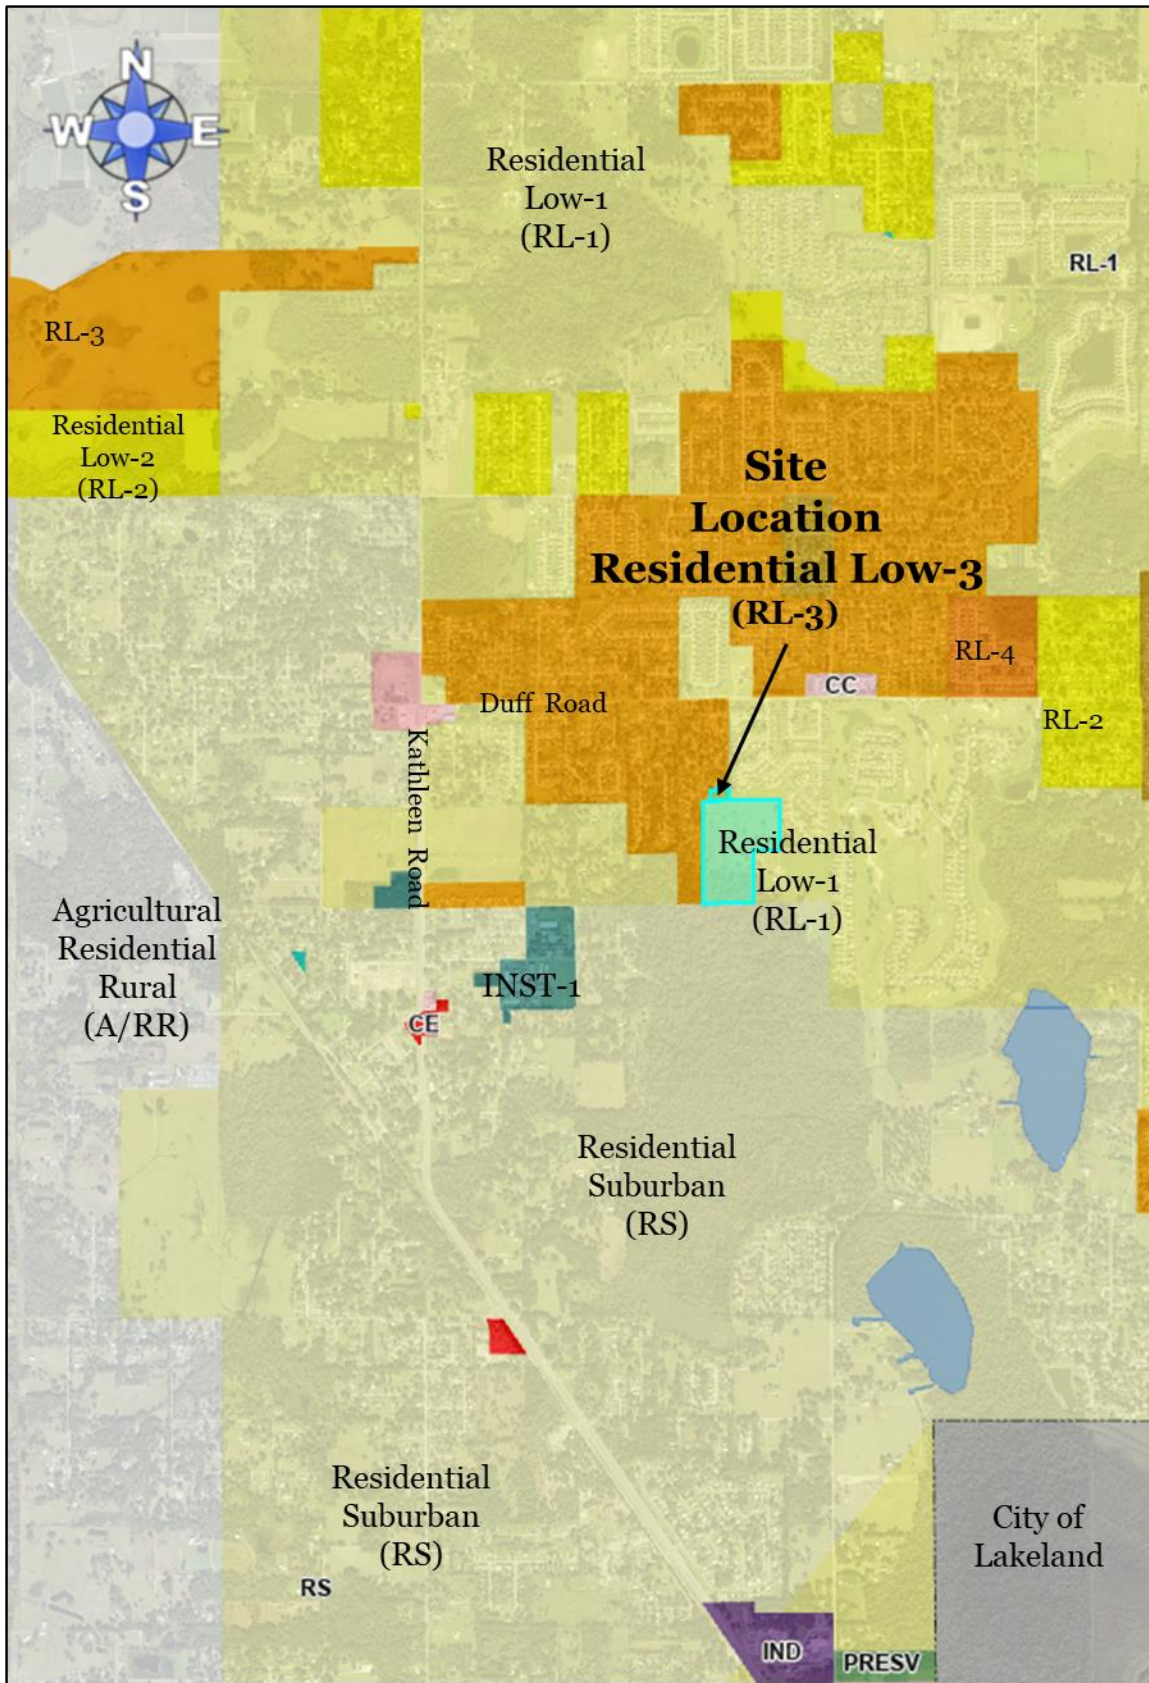 N
W E
S
Residential
Low-1
(RL-1)
RL-1
RL-3
Residential
Low-2
(RL-2)
Site
Location
Residential Low-3
(RL-3)
RL-4
CC
RL-2
Duff Road
Kathleen Road
Residential
Low-1
(RL-1)
Agricultural
Residential
Rural
(A/RR)
INST-1
CE
Residential
Suburban
(RS)
Residential
Suburban
(RS)
RS
City of
Lakeland
IND
PRESV